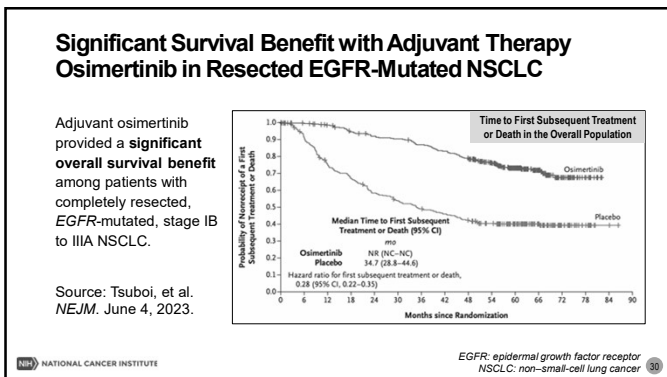 Significant Survival Benefit with Adjuvant Therapy
Osimertinib in Resected EGFR-Mutated NSCLC
Adjuvant osimertinib
provided a significant
overall survival benefit
among patients with
completely resected,
EGFR-mutated, stage IB
to IIIA NSCLC.
Source: Tsuboi, et al.
NEJM. June 4, 2023.
Time to First Subsequent Treatment
or Death in the Overall Population
Probability of Nonreceipt of a First
Subsequent Treatment or Death
1.0
0.9
0.8
0.7
0.6
0.5
0.4
0.3
0.2
0.1
0.0
Osimertinib
Placebo
Median Time to First Subsequent
Treatment or Death (95% CI)
mo
Osimertinib NR (NC–NC)
Placebo 34.7 (28.8–44.6)
Hazard ratio for first subsequent treatment or death,
0.28 (95% CI, 0.22–0.35)
0 6 12 18 24 30 36 42 48 54 60 66 72 78 84 90
Months since Randomization
NIH NATIONAL CANCER INSTITUTE
EGFR: epidermal growth factor receptor
NSCLC: non–small-cell lung cancer
30